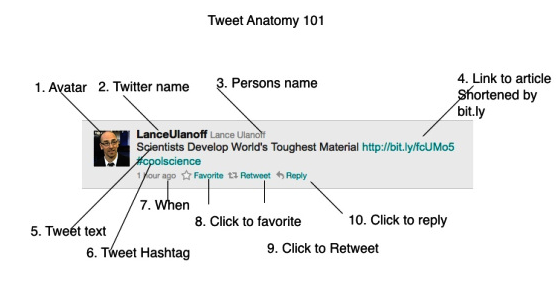 Tweet Anatomy 101
1. Avatar
2. Twitter name
3. Persons name
4. Link to article
Shortened by
bit.ly
LanceUlanoff Lance Ulanoff
Scientists Develop World's Toughest Material http://bit.ly/fcUMo5
#coolscience
1 hour ago Favorite Retweet Reply
7. When
8. Click to favorite
10. Click to reply
5. Tweet text
6. Tweet Hashtag
9. Click to Retweet